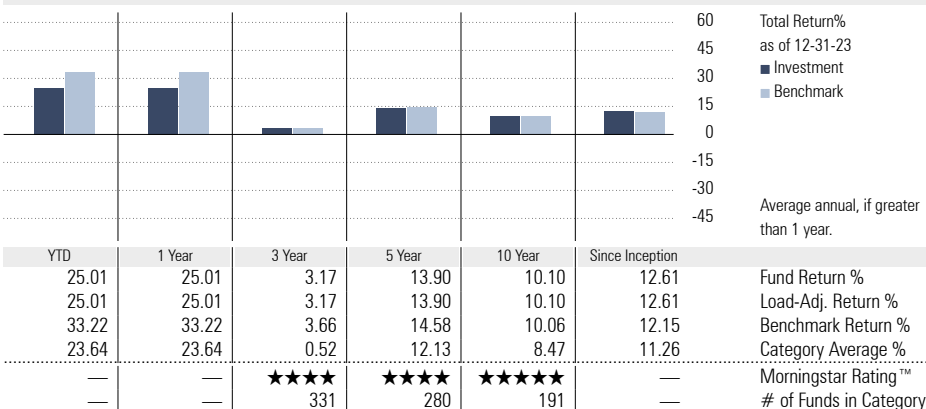 60 Total Return%
45 as of 12-31-23
30 ■ Investment
15 ■ Benchmark
0
-15
-30
-45 Average annual, if greater
than 1 year.
YTD 1 Year 3 Year 5 Year 10 Year Since Inception
25.01 25.01 3.17 13.90 10.10 12.61 Fund Return %
25.01 25.01 3.17 13.90 10.10 12.61 Load-Adj. Return %
33.22 33.22 3.66 14.58 10.06 12.15 Benchmark Return %
23.64 23.64 0.52 12.13 8.47 11.26 Category Average %
— — ★★★★ ★★★★ ★★★★★ — Morningstar Rating™
— — 331 280 191 — # of Funds in Category